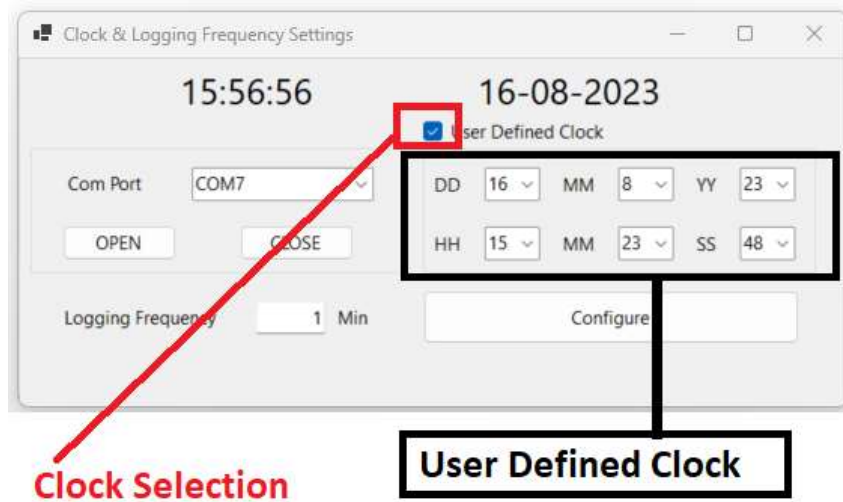 Clock & Logging Frequency Settings
15:56:56 16-08-2023
User Defined Clock
Com Port COM7 DD 16 MM 8 YY 23
OPEN CLOSE HH 15 MM 23 SS 48
Logging Frequency 1 Min Configure
Clock Selection User Defined Clock